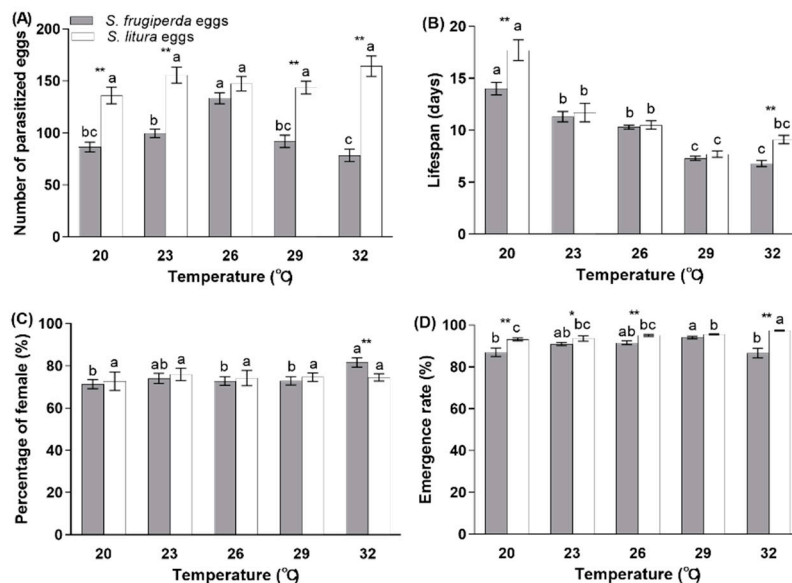 (A)
S. frugiperda eggs
S. litura eggs
Number of parasitized eggs
200
150
100
50
0
bc ** a
b ** a
a a
bc ** a
c ** a
20 23 26 29 32
Temperature (℃)
(B)
Lifespan (days)
20
15
10
5
0
a ** a
b b
b b
c c
c ** bc
20 23 26 29 32
Temperature (℃)
(C)
Percentage of female (%)
100
80
60
40
20
0
b a
ab a
b a
b a
a ** a
20 23 26 29 32
Temperature (℃)
(D)
Emergence rate (%)
100
80
60
40
20
0
b ** c
ab * bc
ab ** bc
a ab
b ** a
20 23 26 29 32
Temperature (℃)